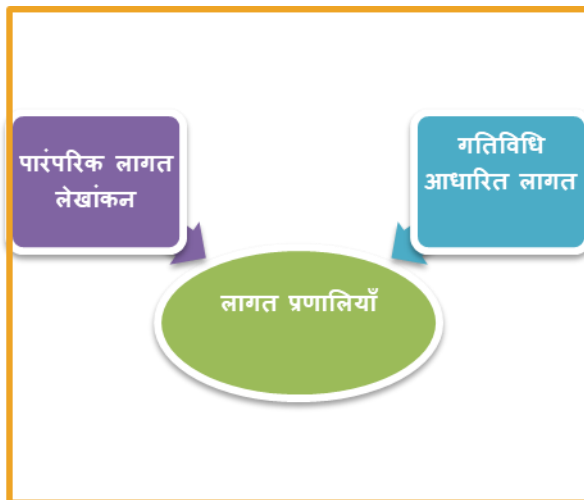 पारंपरिक लागत
लेखांकन
गतिविधि
आधारित लागत
लागत प्रणालियाँ